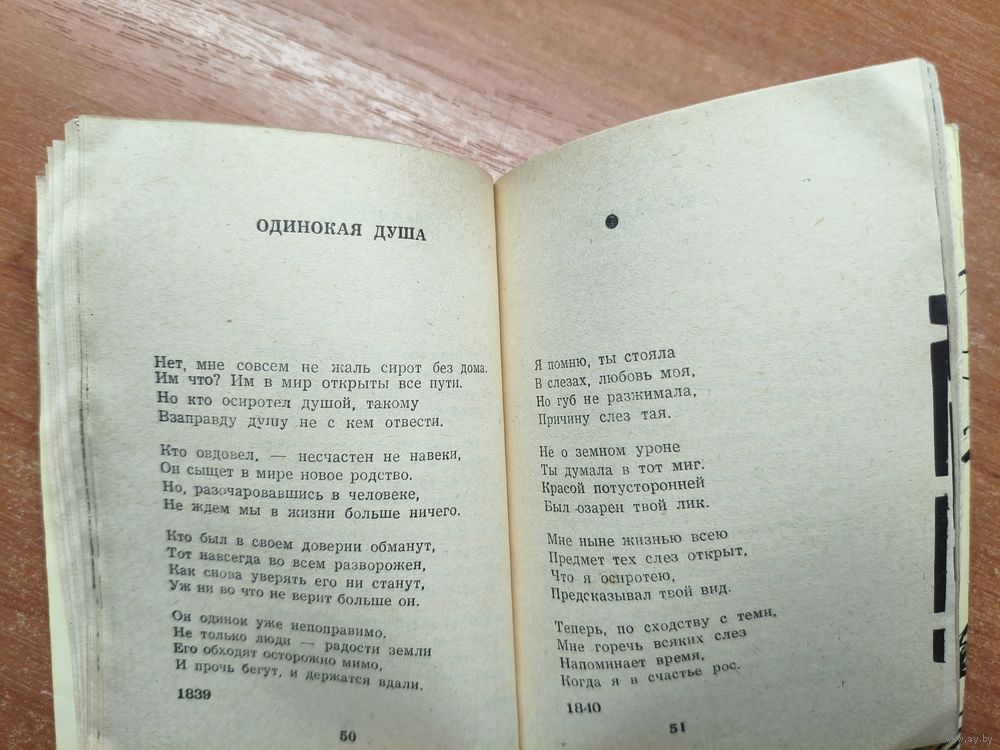 ОДИНОКАЯ ДУША
Нет, мне совсем не жаль сирот без дома.
Им что? Им в мир открыты все пути.
Но кто осиротел душой, такому
Взаправду душу не с кем отвести.
Кто овдовел, — несчастен не навеки,
Он сыщет в мире новое родство.
Но, разочаровавшись в человеке,
Не ждем мы в жизни больше ничего.
Кто был в своем доверии обманут,
Тот навсегда во всем разворожен,
Как снова уверять его ни станут,
Уж ни во что не верит больше он.
Он одинок уже непоправимо.
Не только люди — радости земли
Его обходят осторожно мимо,
И прочь бегут, и держатся вдали.
1839
50
Я помню, ты стояла
В слезах, любовь моя,
Но губ не разжимала,
Причину слез тая.
Не о земном уроне
Ты думала в тот миг.
Красой потусторонней
Был озарен твой лик.
Мне ныне жизнью всею
Предмет тех слез открыт,
Что я осиротею,
Предсказывал твой вид.
Теперь, по сходству с теми,
Мне горечь всяких слез
Напоминает время,
Когда я в счастье рос.
1840
51
© www.ay.by